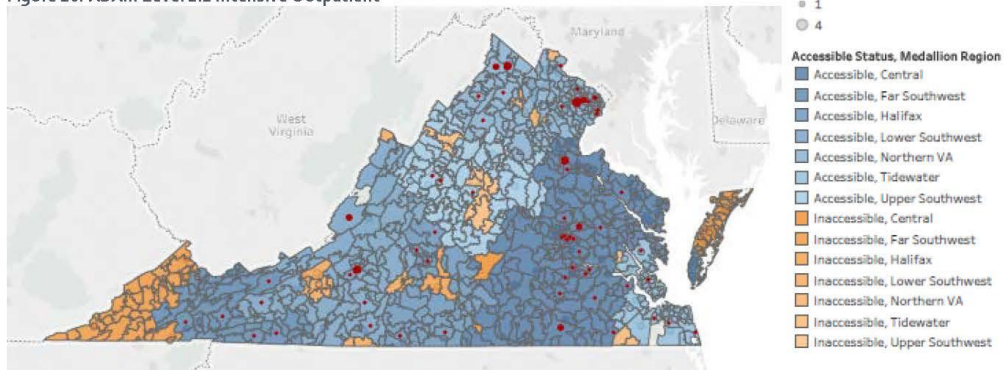 1
4
Maryland
West
Virginia
Delaware
Accessible Status, Medallion Region
Accessible, Central
Accessible, Far Southwest
Accessible, Halifax
Accessible, Lower Southwest
Accessible, Northern VA
Accessible, Tidewater
Accessible, Upper Southwest
Inaccessible, Central
Inaccessible, Far Southwest
Inaccessible, Halifax
Inaccessible, Lower Southwest
Inaccessible, Northern VA
Inaccessible, Tidewater
Inaccessible, Upper Southwest